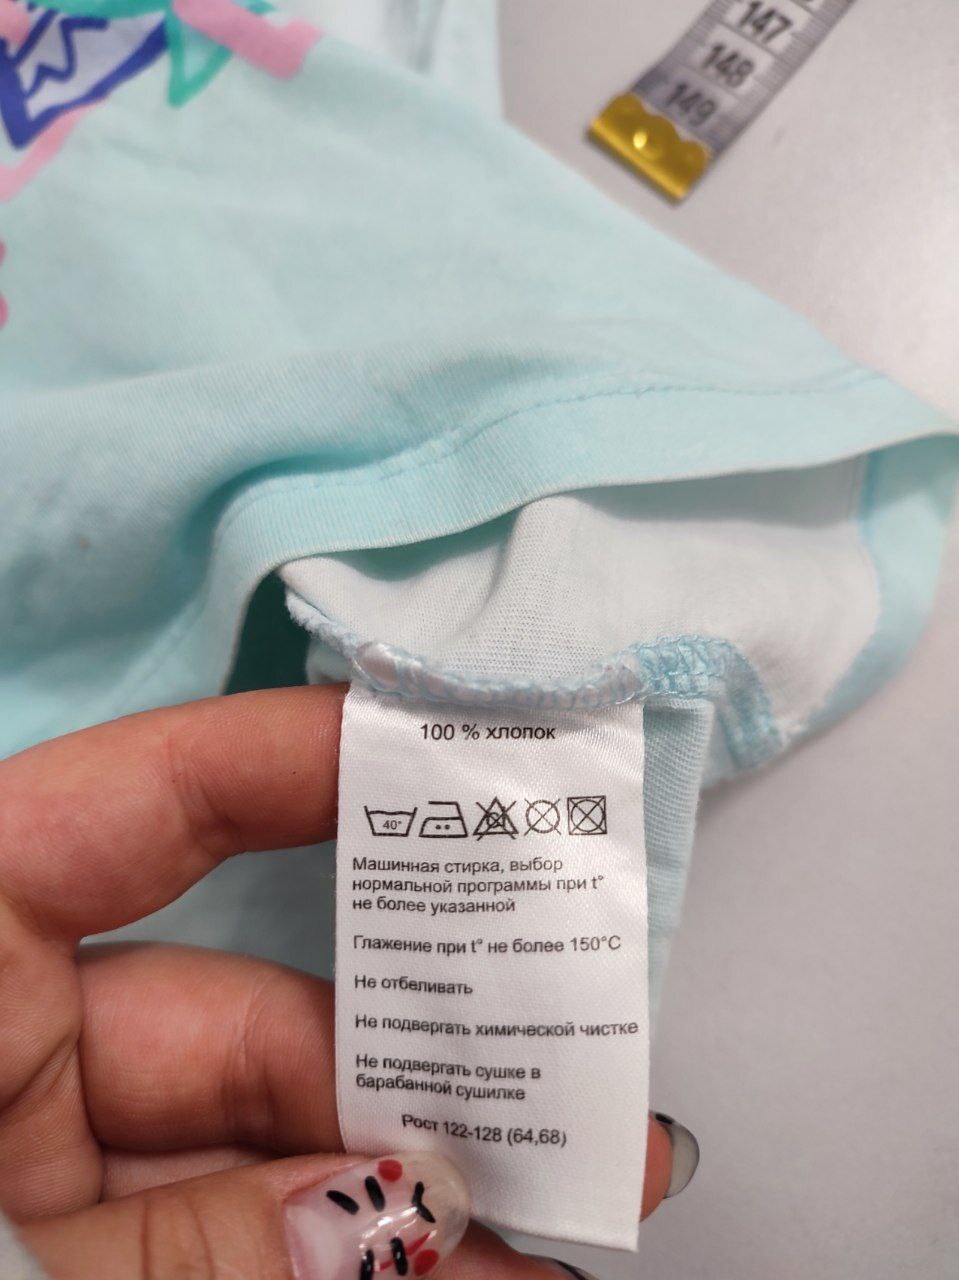 147
148
149
100 % хлопок
40°
cl
Машинная стирка, выбор
нормальной программы при t°
не более указанной
Глажение при t° не более 150°C
Не отбеливать
Не подвергать химической чистке
Не подвергать сушке в
барабанной сушилке
Рост 122-128 (64,68)